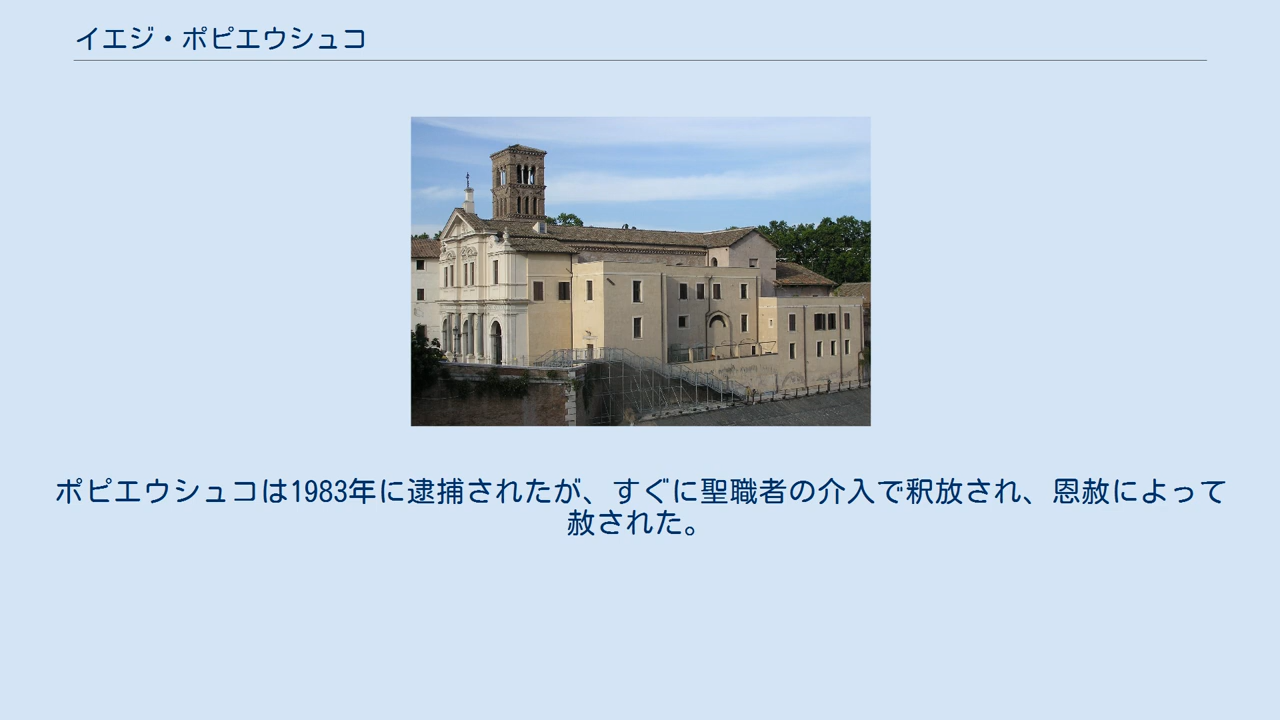 イエジ・ポピエウシュコ
ポピエウシュコは1983年に逮捕されたが、すぐに聖職者の介入で釈放され、恩赦によって
赦された。